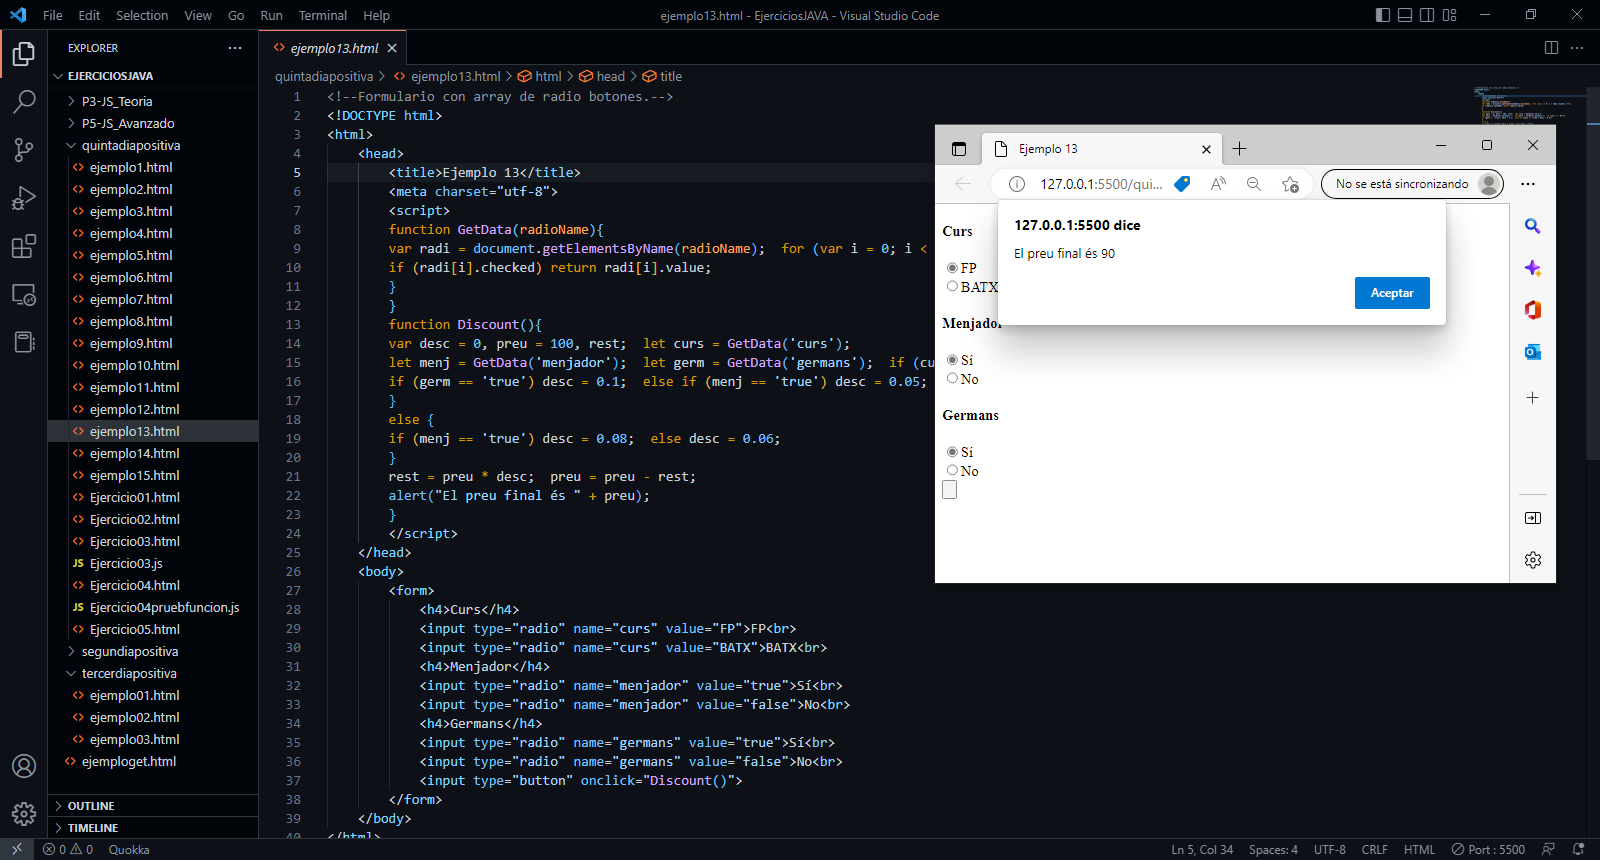 File Edit Selection View Go Run Terminal Help
ejemplo13.html - EjerciciosJAVA - Visual Studio Code
EXPLORER
EJERCICIOSJAVA
P3-JS_Teoria
P5-JS_Avanzado
quintadiapositiva
ejemplo1.html
ejemplo2.html
ejemplo3.html
ejemplo4.html
ejemplo5.html
ejemplo6.html
ejemplo7.html
ejemplo8.html
ejemplo9.html
ejemplo10.html
ejemplo11.html
ejemplo12.html
ejemplo13.html
ejemplo14.html
ejemplo15.html
Ejercicio01.html
Ejercicio02.html
Ejercicio03.html
JS Ejercicio03.js
Ejercicio04.html
JS Ejercicio04pruebfuncion.js
Ejercicio05.html
segundiapositiva
tercerdiapositiva
ejemplo01.html
ejemplo02.html
ejemplo03.html
ejemploget.html
OUTLINE
TIMELINE
ejemplo13.html
quintadiapositiva > ejemplo13.html > html > head > title
1 <!--Formulario con array de radio botones.-->
2 <!DOCTYPE html>
3 <html>
4 <head>
5 <title>Ejemplo 13</title>
6 <meta charset="utf-8">
7 <script>
8 function GetData(radioName){
9 var radi = document.getElementsByName(radioName);  for (var i = 0; i <
10 if (radi[i].checked) return radi[i].value;
11 }
12 }
13 function Discount(){
14 var desc = 0, preu = 100, rest;  let curs = GetData('curs');
15 let menj = GetData('menjador');  let germ = GetData('germans');  if (cu
16 if (germ == 'true') desc = 0.1;  else if (menj == 'true') desc = 0.05;
17 }
18 else {
19 if (menj == 'true') desc = 0.08;  else desc = 0.06;
20 }
21 rest = preu * desc;  preu = preu - rest;
22 alert("El preu final és " + preu);
23 }
24 </script>
25 </head>
26 <body>
27 <form>
28 <h4>Curs</h4>
29 <input type="radio" name="curs" value="FP">FP<br>
30 <input type="radio" name="curs" value="BATX">BATX<br>
31 <h4>Menjador</h4>
32 <input type="radio" name="menjador" value="true">Sí<br>
33 <input type="radio" name="menjador" value="false">No<br>
34 <h4>Germans</h4>
35 <input type="radio" name="germans" value="true">Sí<br>
36 <input type="radio" name="germans" value="false">No<br>
37 <input type="button" onclick="Discount()">
38 </form>
39 </body>
40 </html>
Ejemplo 13
127.0.0.1:5500/qui...
No se está sincronizando
127.0.0.1:5500 dice
El preu final és 90
Aceptar
Curs
FP
BATX
Menjador
Sí
No
Germans
Sí
No
0 0 Quokka
Ln 5, Col 34 Spaces: 4 UTF-8 CRLF HTML Port : 5500